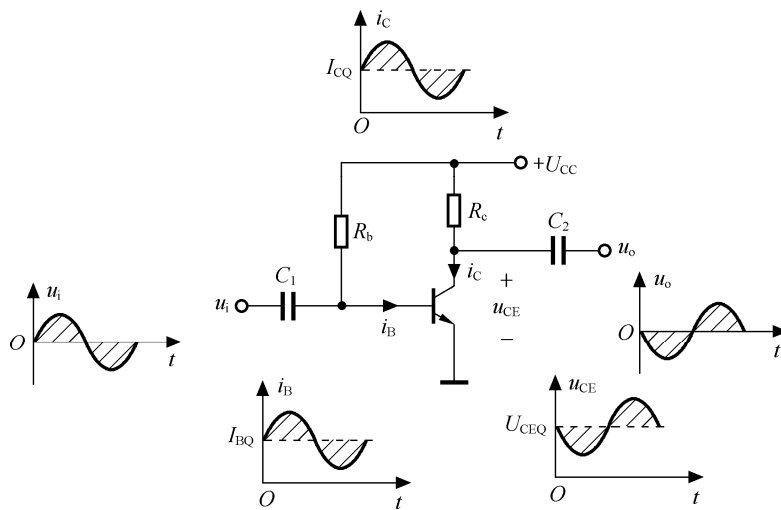 i_C
I_CQ
O
t
+U_CC
R_b
R_c
C_2
u_o
C_1
i_C
+
u_CE
−
u_i
i_B
u_i
O
t
u_o
O
t
i_B
I_BQ
O
t
u_CE
U_CEQ
O
t